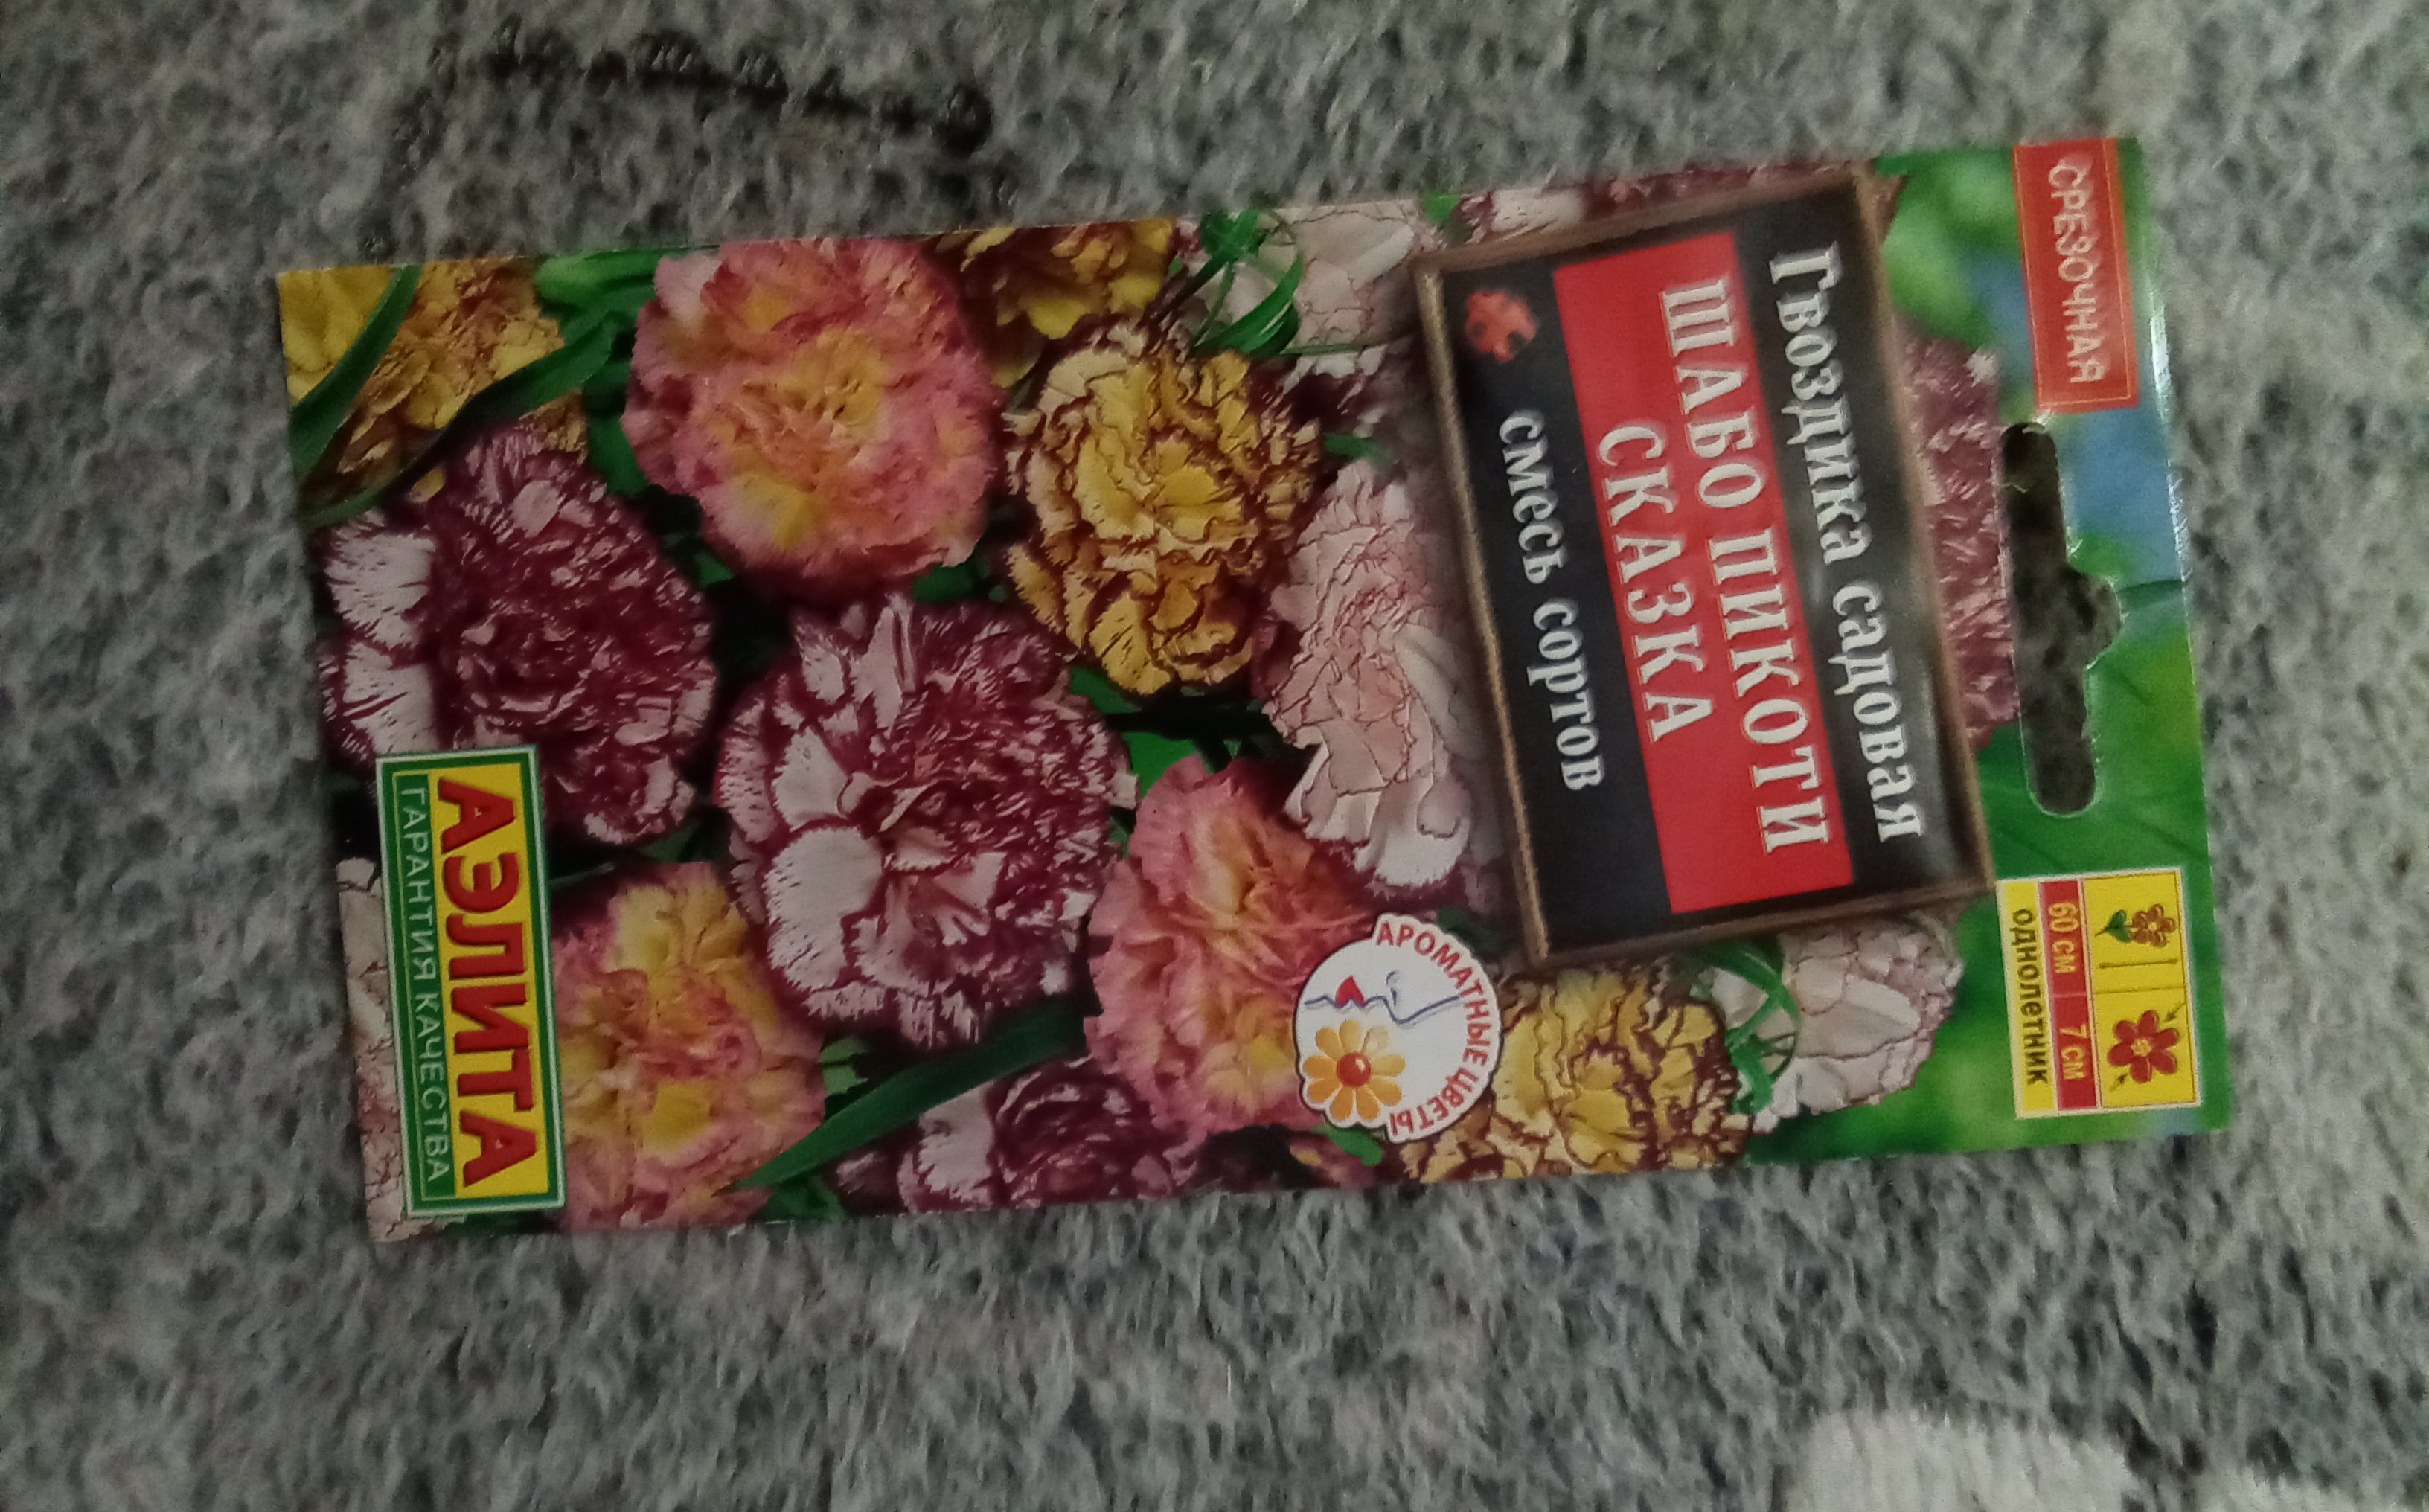 СРЕЗОЧНАЯ
60 см 7 см
однолетник
Гвоздика садовая
ШАБО ПИКОТИ
СКАЗКА
смесь сортов
АРОМАТНЫЕ ЦВЕТЫ
АЭЛИТА
ГАРАНТИЯ КАЧЕСТВА